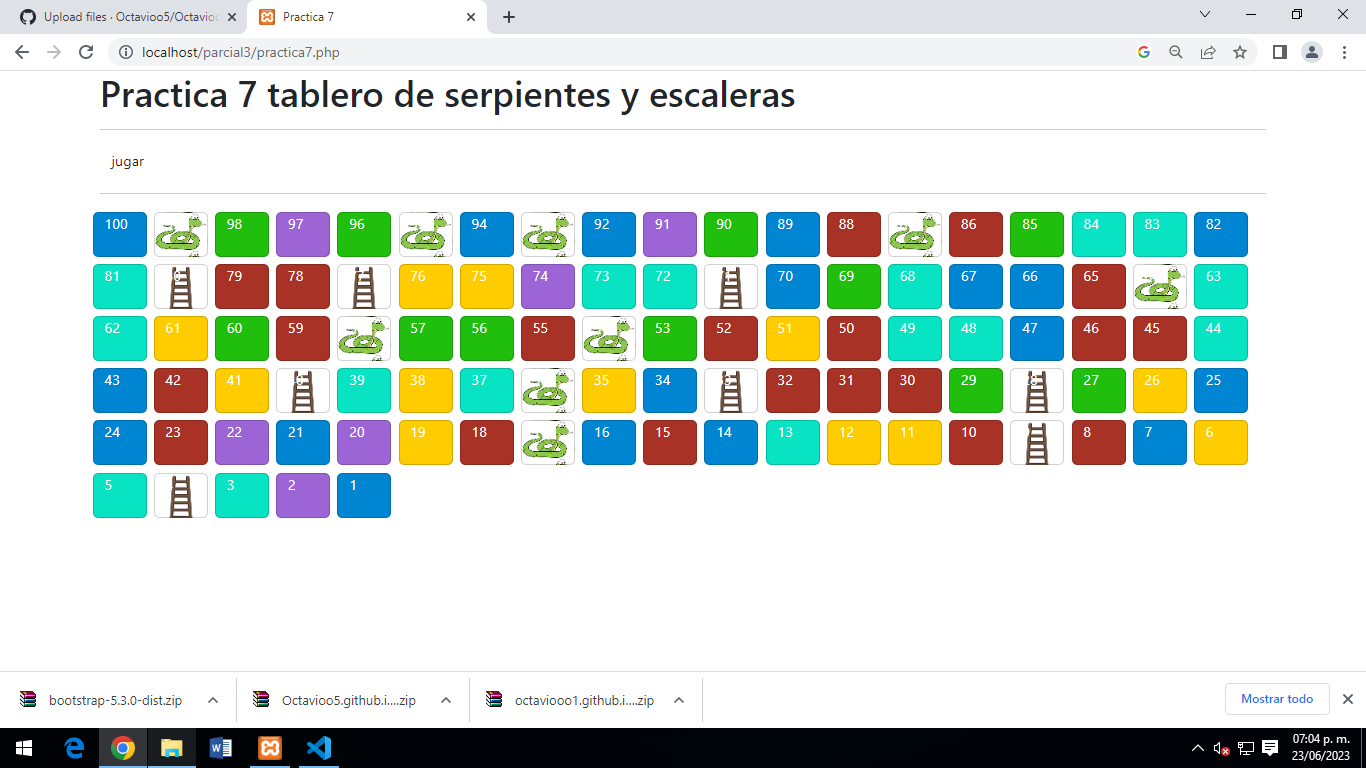 Upload files · Octavioo5/Octavioo
Practica 7
localhost/parcial3/practica7.php
Practica 7 tablero de serpientes y escaleras
jugar
100 98 97 96 94 92 91 90 89 88 86 85 84 83 82
81 79 78 76 75 74 73 72 70 69 68 67 66 65 63
62 61 60 59 57 56 55 53 52 51 50 49 48 47 46 45 44
43 42 41 39 38 37 35 34 32 31 30 29 27 26 25
24 23 22 21 20 19 18 16 15 14 13 12 11 10 8 7 6
5 3 2 1
bootstrap-5.3.0-dist.zip
Octavioo5.github.i....zip
octaviooo1.github.i....zip
Mostrar todo
07:04 p. m.
23/06/2023